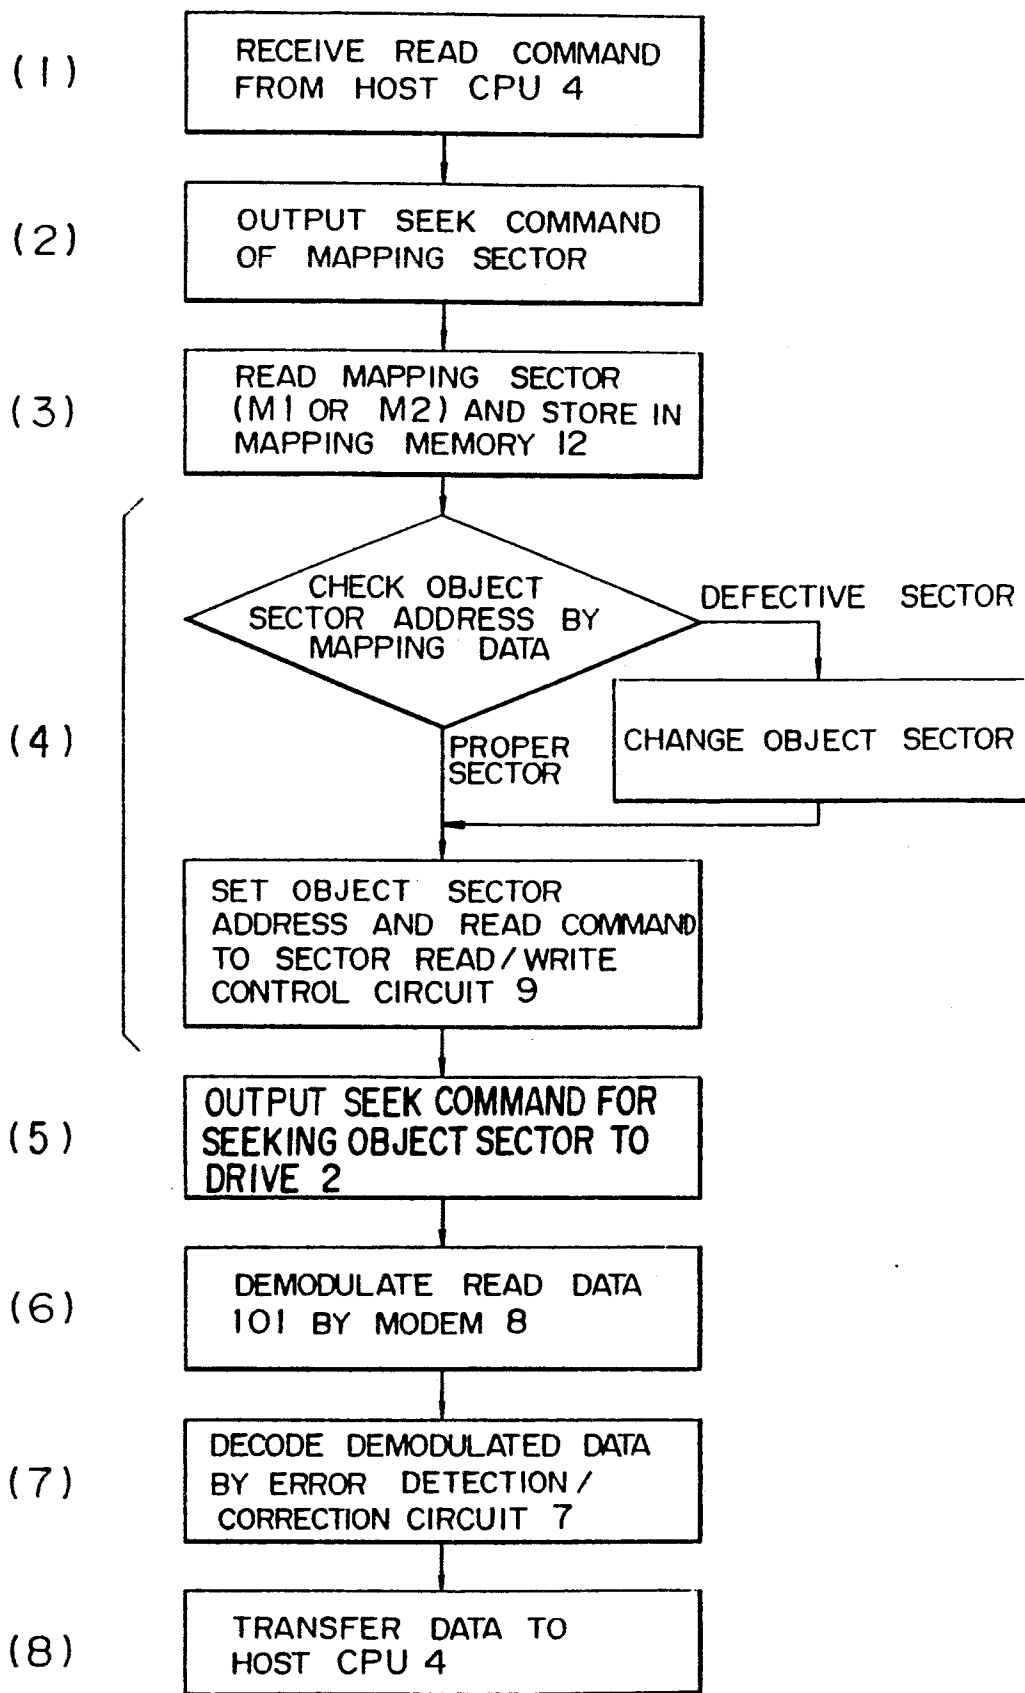 (1)
RECEIVE READ COMMAND
FROM HOST CPU 4
(2)
OUTPUT SEEK COMMAND
OF MAPPING SECTOR
(3)
READ MAPPING SECTOR
(M1 OR M2) AND STORE IN
MAPPING MEMORY 12
(4)
CHECK OBJECT
SECTOR ADDRESS BY
MAPPING DATA
DEFECTIVE SECTOR
CHANGE OBJECT SECTOR
PROPER
SECTOR
SET OBJECT SECTOR
ADDRESS AND READ COMMAND
TO SECTOR READ/WRITE
CONTROL CIRCUIT 9
(5)
OUTPUT SEEK COMMAND FOR
SEEKING OBJECT SECTOR TO
DRIVE 2
(6)
DEMODULATE READ DATA
101 BY MODEM 8
(7)
DECODE DEMODULATED DATA
BY ERROR DETECTION/
CORRECTION CIRCUIT 7
(8)
TRANSFER DATA TO
HOST CPU 4